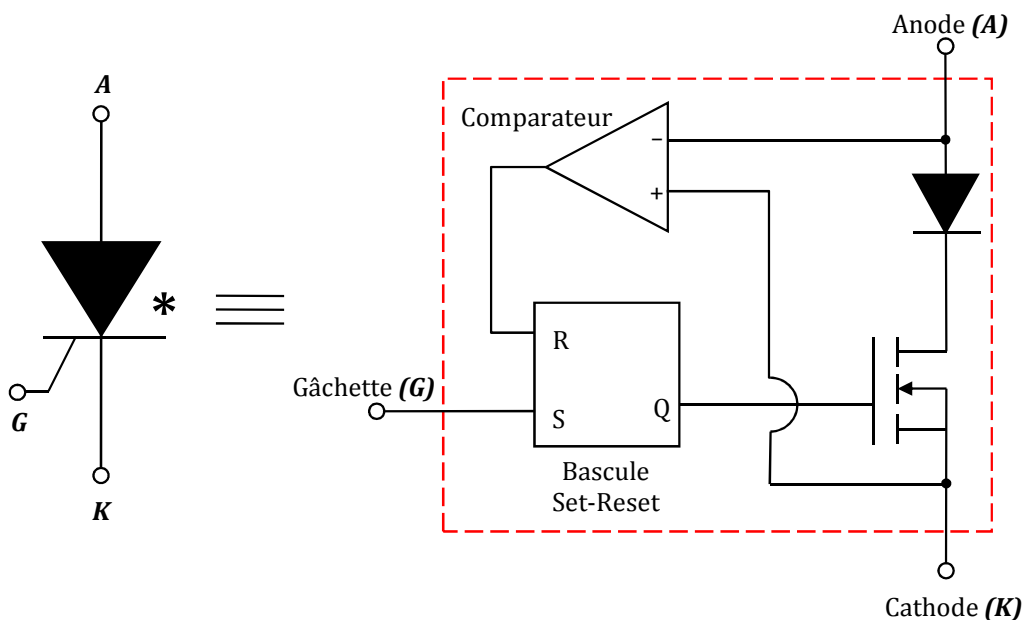 Anode (A)
A
Comparateur
-
+
*
R
Gâchette (G)
G
S
Q
Bascule
Set-Reset
K
Cathode (K)